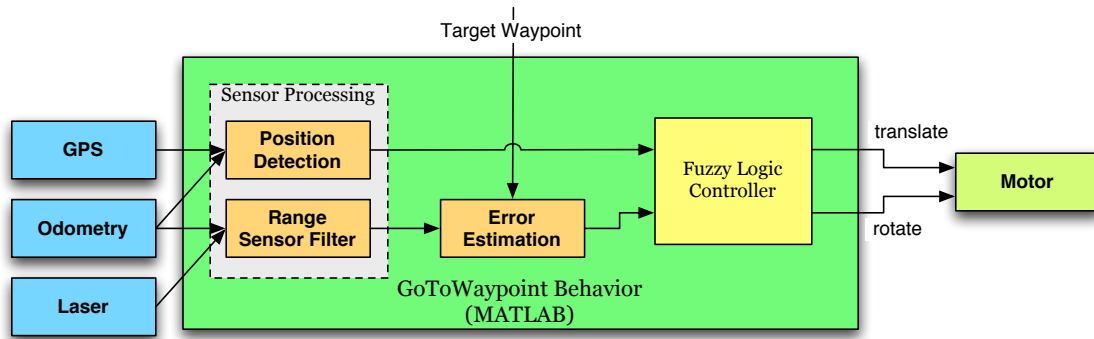 Target Waypoint
Sensor Processing
GPS
Position
Detection
translate
Fuzzy Logic
Controller
Motor
Odometry
Range
Sensor Filter
Error
Estimation
rotate
Laser
GoToWaypoint Behavior
(MATLAB)